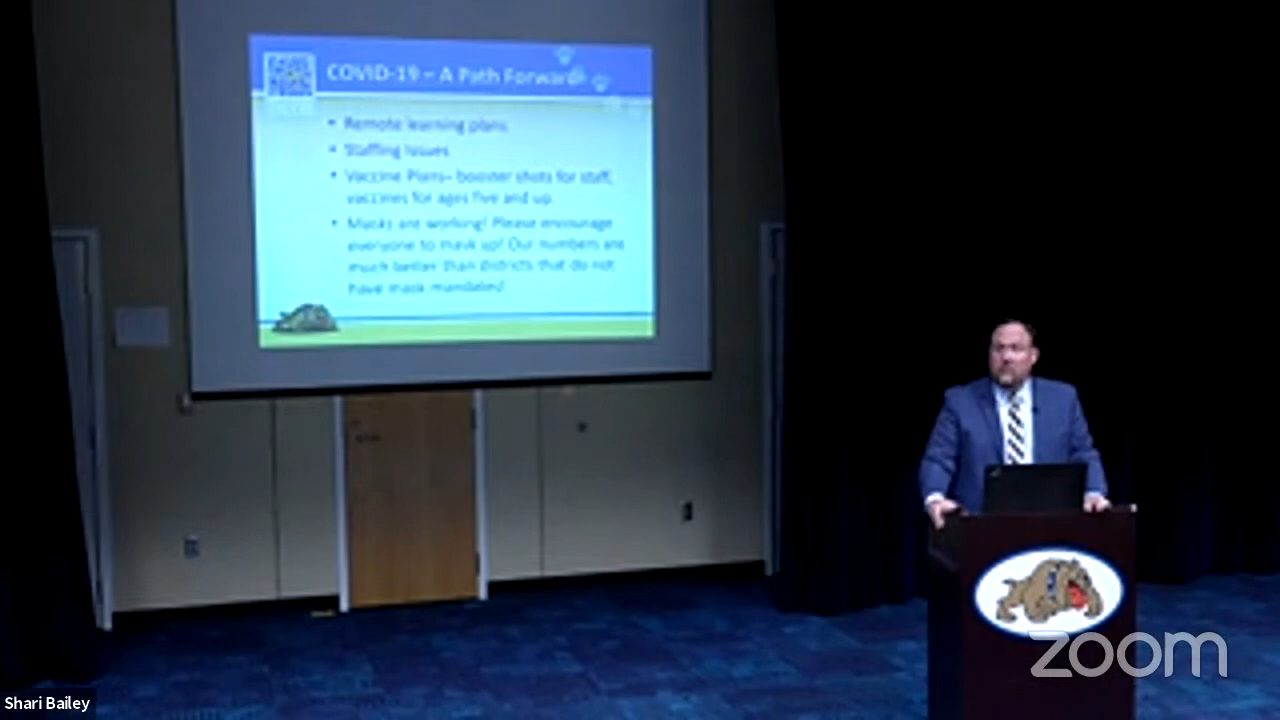 COVID-19 – A Path Forward
• Remote learning plans
• Staffing Issues
• Vaccine Plans– booster shots for staff,
vaccines for ages five and up.
• Masks are working! Please encourage
everyone to mask up! Our numbers are
much better than districts that do not
have mask mandates!
zoom
Shari Bailey